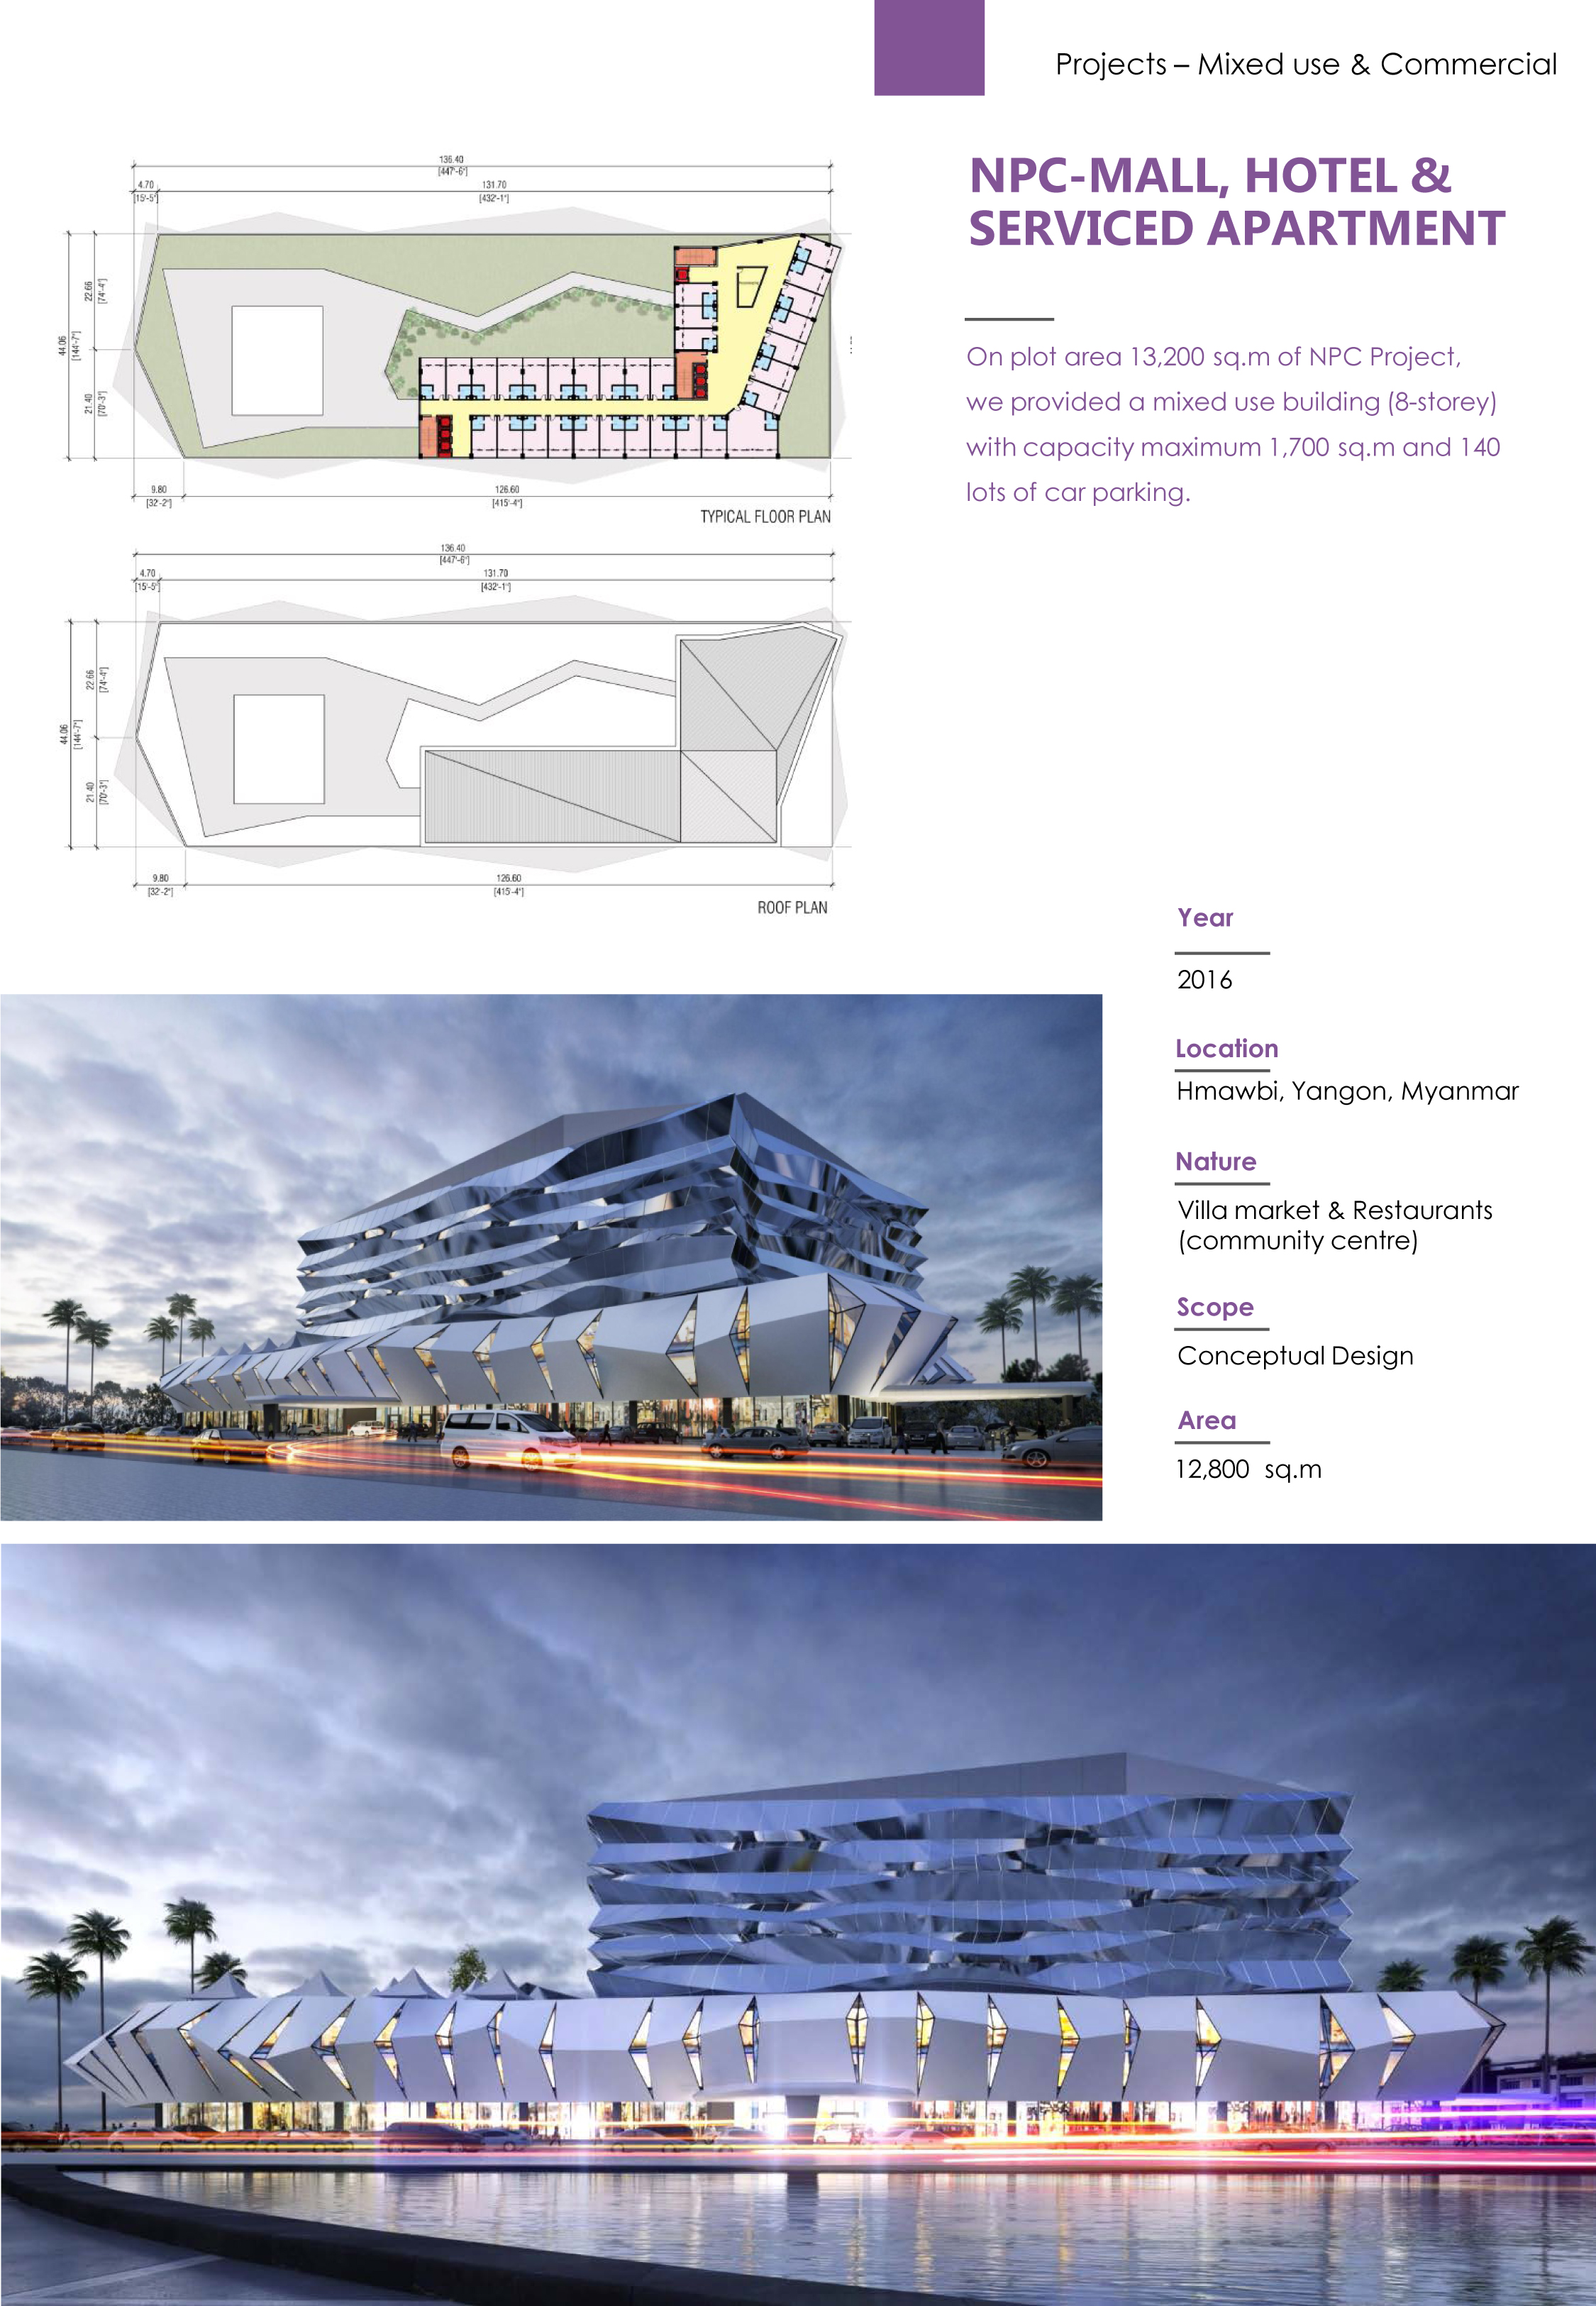 Projects – Mixed use & Commercial
NPC-MALL, HOTEL &
SERVICED APARTMENT
On plot area 13,200 sq.m of NPC Project,
we provided a mixed use building (8-storey)
with capacity maximum 1,700 sq.m and 140
lots of car parking.
136.40
[447'-6"]
4.70
[15'-5"]
131.70
[432'-1"]
22.66
[74'-4"]
44.06
[144'-7"]
21.40
[70'-3"]
9.80
[32'-2"]
126.60
[415'-4"]
TYPICAL FLOOR PLAN
136.40
[447'-6"]
4.70
[15'-5"]
131.70
[432'-1"]
22.66
[74'-4"]
44.06
[144'-7"]
21.40
[70'-3"]
9.80
[32'-2"]
126.60
[415'-4"]
ROOF PLAN
Year
2016
Location
Hmawbi, Yangon, Myanmar
Nature
Villa market & Restaurants
(community centre)
Scope
Conceptual Design
Area
12,800 sq.m